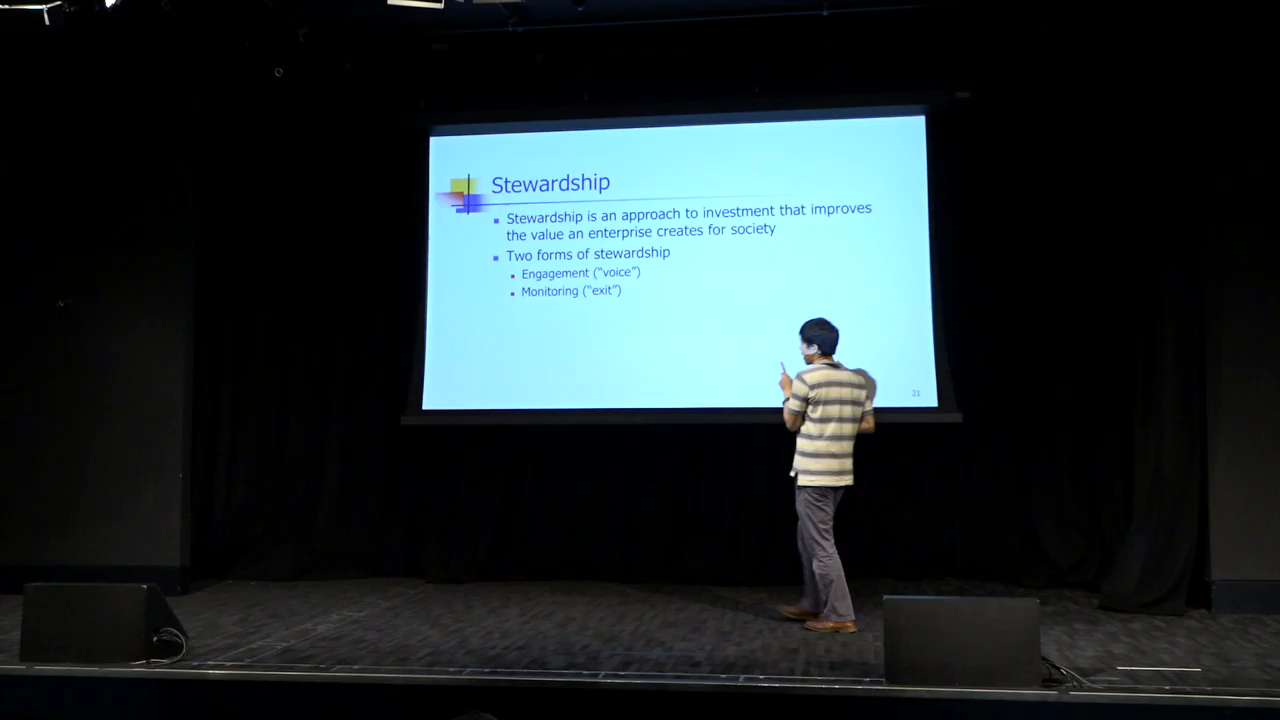 Stewardship
Stewardship is an approach to investment that improves
the value an enterprise creates for society
Two forms of stewardship
Engagement (“voice”)
Monitoring (“exit”)
21